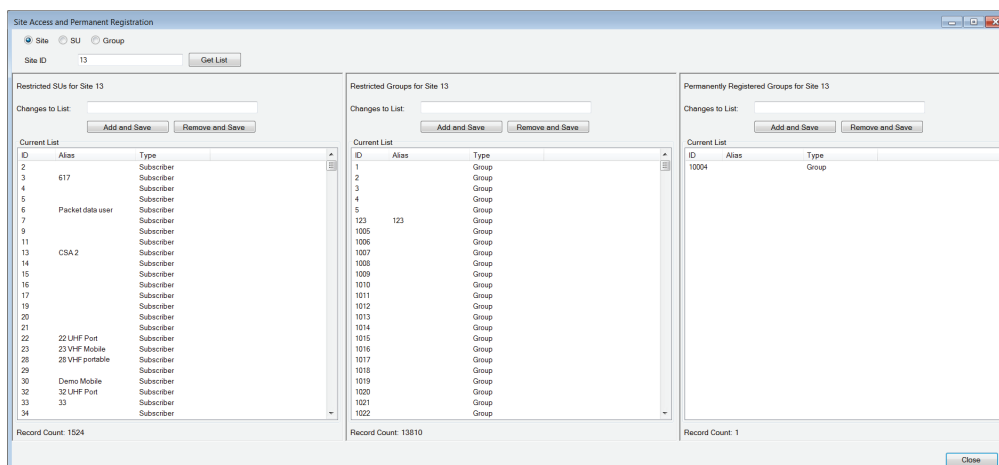 Site Access and Permanent Registration
Site SU Group
Site ID 13 Get List
Restricted SUs for Site 13
Changes to List:
Add and Save Remove and Save
Current List
ID Alias Type
2 Subscriber
3 617 Subscriber
4 Subscriber
5 Subscriber
6 Packet data user Subscriber
7 Subscriber
9 Subscriber
11 Subscriber
13 CSA 2 Subscriber
14 Subscriber
15 Subscriber
16 Subscriber
17 Subscriber
19 Subscriber
20 Subscriber
21 Subscriber
22 22 UHF Port Subscriber
23 23 VHF Mobile Subscriber
28 28 VHF portable Subscriber
29 Subscriber
30 Demo Mobile Subscriber
32 32 UHF Port Subscriber
33 33 Subscriber
34 Subscriber
Record Count: 1524
Restricted Groups for Site 13
Changes to List:
Add and Save Remove and Save
Current List
ID Alias Type
1 Group
2 Group
3 Group
4 Group
5 Group
123 123 Group
1005 Group
1006 Group
1007 Group
1008 Group
1009 Group
1010 Group
1011 Group
1012 Group
1013 Group
1014 Group
1015 Group
1016 Group
1017 Group
1018 Group
1019 Group
1020 Group
1021 Group
1022 Group
Record Count: 13810
Permanently Registered Groups for Site 13
Changes to List:
Add and Save Remove and Save
Current List
ID Alias Type
10004 Group
Record Count: 1
Close